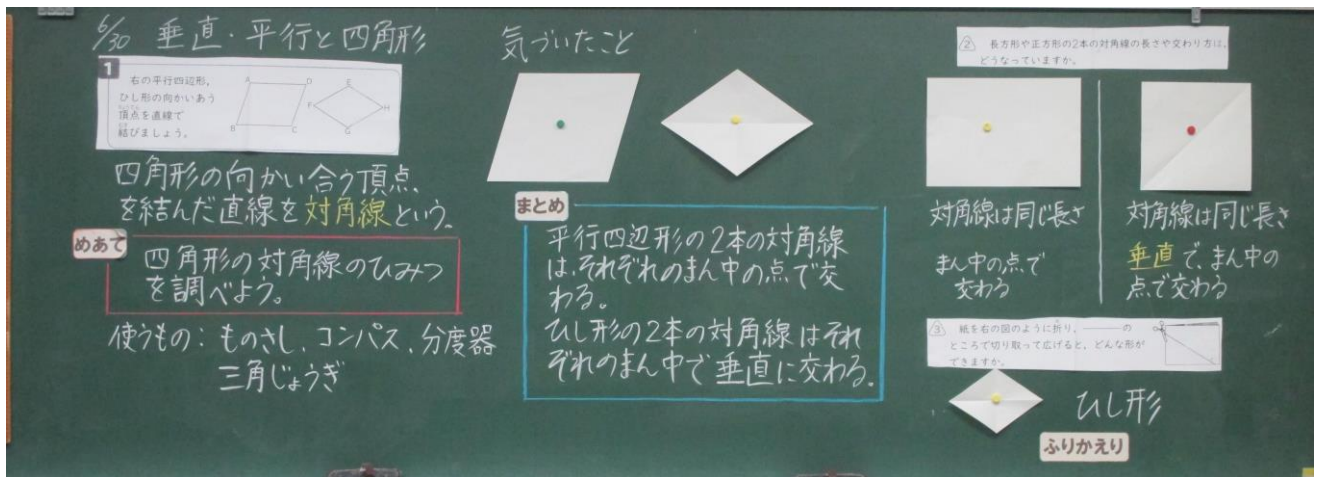 6/30 垂直・平行と四角形
1
右の平行四辺形，
ひし形の向かいあう
頂点を直線で
結びましょう。
A D
B C
E
F H
G
四角形の向かい合う頂点、
を結んだ直線を対角線という。
めあて
四角形の対角線のひみつ
を調べよう。
使うもの：ものさし、コンパス、分度器
三角じょうぎ
気づいたこと
まとめ
平行四辺形の2本の対角線
は、それぞれのまん中の点で交
わる。
ひし形の2本の対角線はそれ
ぞれのまん中で垂直に交わる。
2 長方形や正方形の2本の対角線の長さや交わり方は，
どうなっていますか。
対角線は同じ長さ
まん中の点で
交わる
対角線は同じ長さ
垂直で、まん中の
点で交わる
3 紙を右の図のように折り，――の
ところで切り取って広げると，どんな形が
できますか。
ひし形
ふりかえり